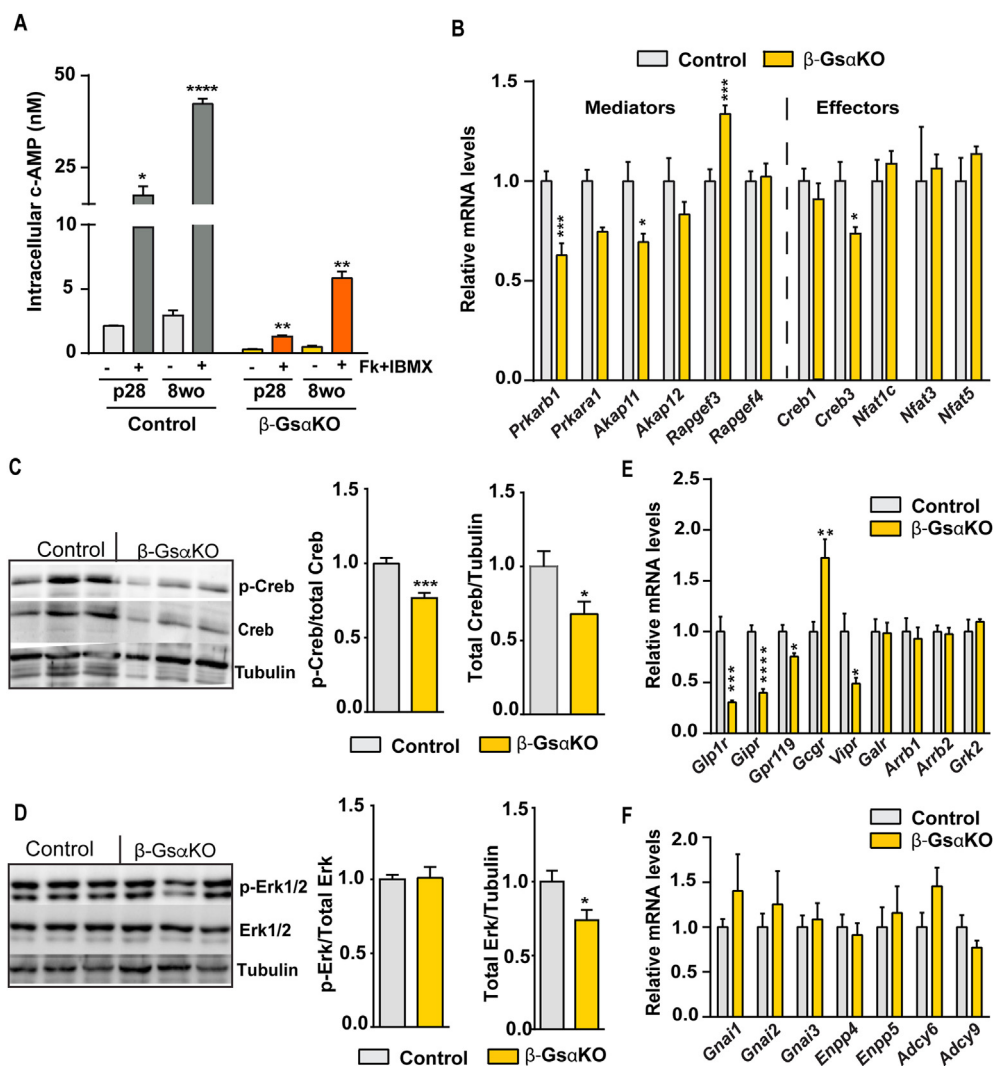 A
Intracellular c-AMP (nM)
50
25
10
5
0
*
****
**
**
- + - + - + - + Fk+IBMX
p28 8wo p28 8wo
Control β-GsαKO
B
Control β-GsαKO
Relative mRNA levels
1.5
1.0
0.5
0.0
Mediators Effectors
***
*
***
*
Prkarb1 Prkara1 Akap11 Akap12 Rapgef3 Rapgef4 Creb1 Creb3 Nfat1c Nfat3 Nfat5
C
Control β-GsαKO
p-Creb
Creb
Tubulin
p-Creb/total Creb
1.5
1.0
0.5
0.0
***
Total Creb/Tubulin
1.5
1.0
0.5
0.0
*
Control β-GsαKO
D
Control β-GsαKO
p-Erk1/2
Erk1/2
Tubulin
p-Erk/Total Erk
1.5
1.0
0.5
0.0
Total Erk/Tubulin
1.5
1.0
0.5
0.0
*
Control β-GsαKO
E
Relative mRNA levels
2.5
2.0
1.5
1.0
0.5
0.0
Control
β-GsαKO
***
****
*
**
*
Glp1r Gipr Gpr119 Gcgr Vipr Galr Arrb1 Arrb2 Grk2
F
Relative mRNA levels
2.0
1.5
1.0
0.5
0.0
Control
β-GsαKO
Gnai1 Gnai2 Gnai3 Enpp4 Enpp5 Adcy6 Adcy9